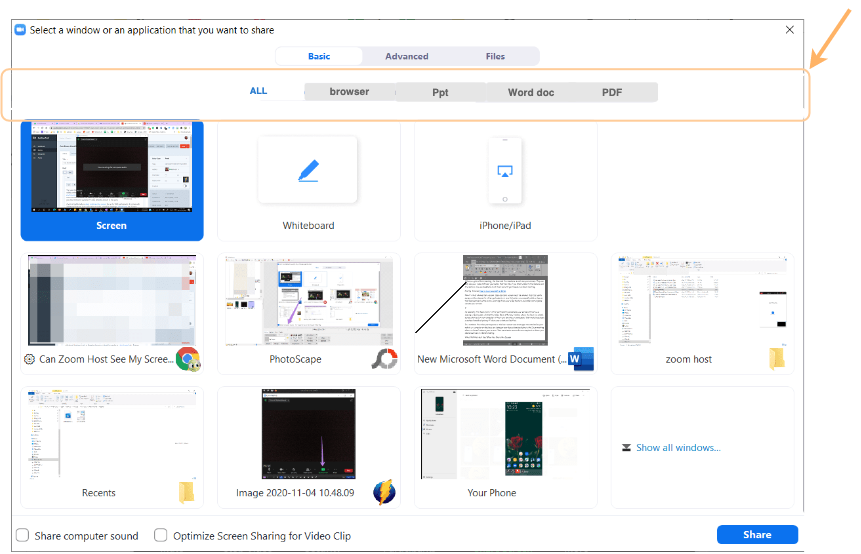 Select a window or an application that you want to share
Basic Advanced Files
ALL browser Ppt Word doc PDF
Screen Whiteboard iPhone/iPad
Can Zoom Host See My Scree... PhotoScape New Microsoft Word Document (... zoom host
Recents Image 2020-11-04 10.48.09 Your Phone Show all windows...
Share computer sound Optimize Screen Sharing for Video Clip Share